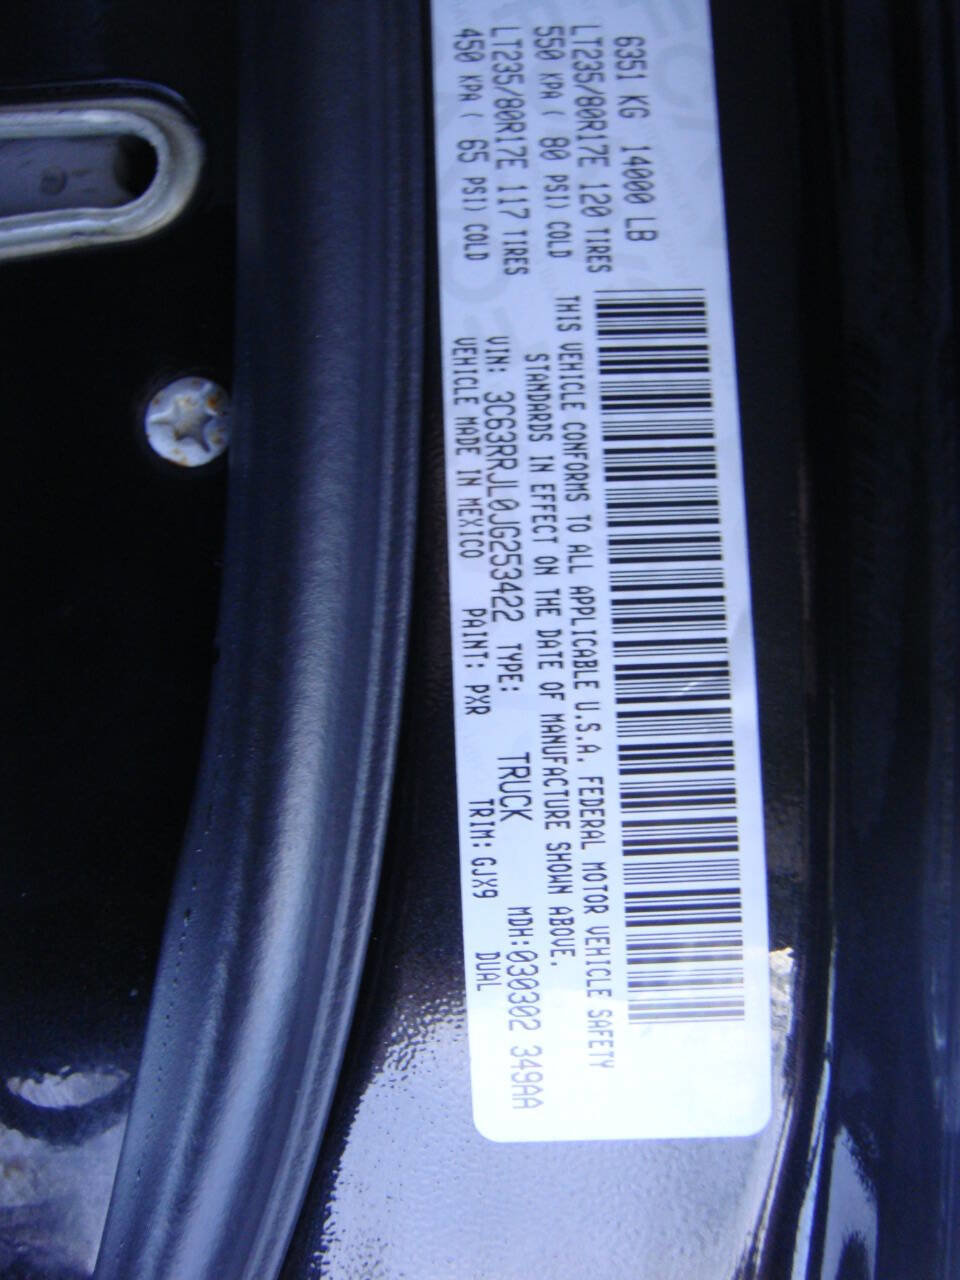 6351 KG 14000 LB
LT235/80R17E 120 TIRES
550 KPA ( 80 PSI) COLD
LT235/80R17E 117 TIRES
450 KPA ( 65 PSI) COLD
THIS VEHICLE CONFORMS TO ALL APPLICABLE U.S.A. FEDERAL MOTOR VEHICLE SAFETY
STANDARDS IN EFFECT ON THE DATE OF MANUFACTURE SHOWN ABOVE.
VIN: 3C63RRJL0JG253422 TYPE: TRUCK MDH:030302 349AA
VEHICLE MADE IN MEXICO PAINT: PXR TRIM: GJX9 DUAL